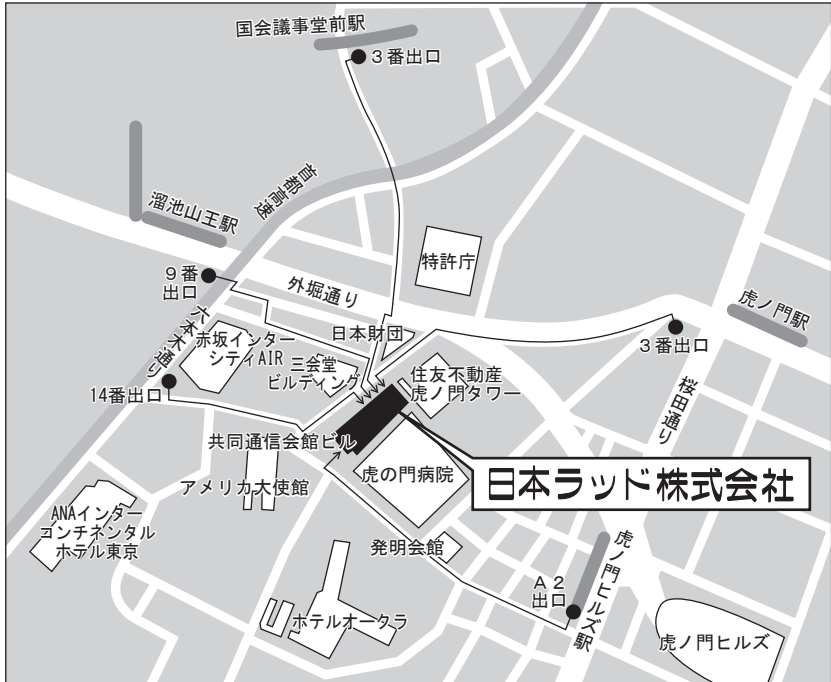 国会議事堂前駅
3番出口
首都高速
溜池山王駅
特許庁
9番
出口
外堀通り
虎ノ門駅
六本木通り
日本財団
3番出口
赤坂インター
シティAIR
三会堂
ビルディング
住友不動産
虎ノ門タワー
14番出口
桜田通り
共同通信会館ビル
虎の門病院
日本ラッド株式会社
アメリカ大使館
ANAインター
コンチネンタル
ホテル東京
発明会館
虎ノ門ヒルズ駅
A2
出口
ホテルオークラ
虎ノ門ヒルズ